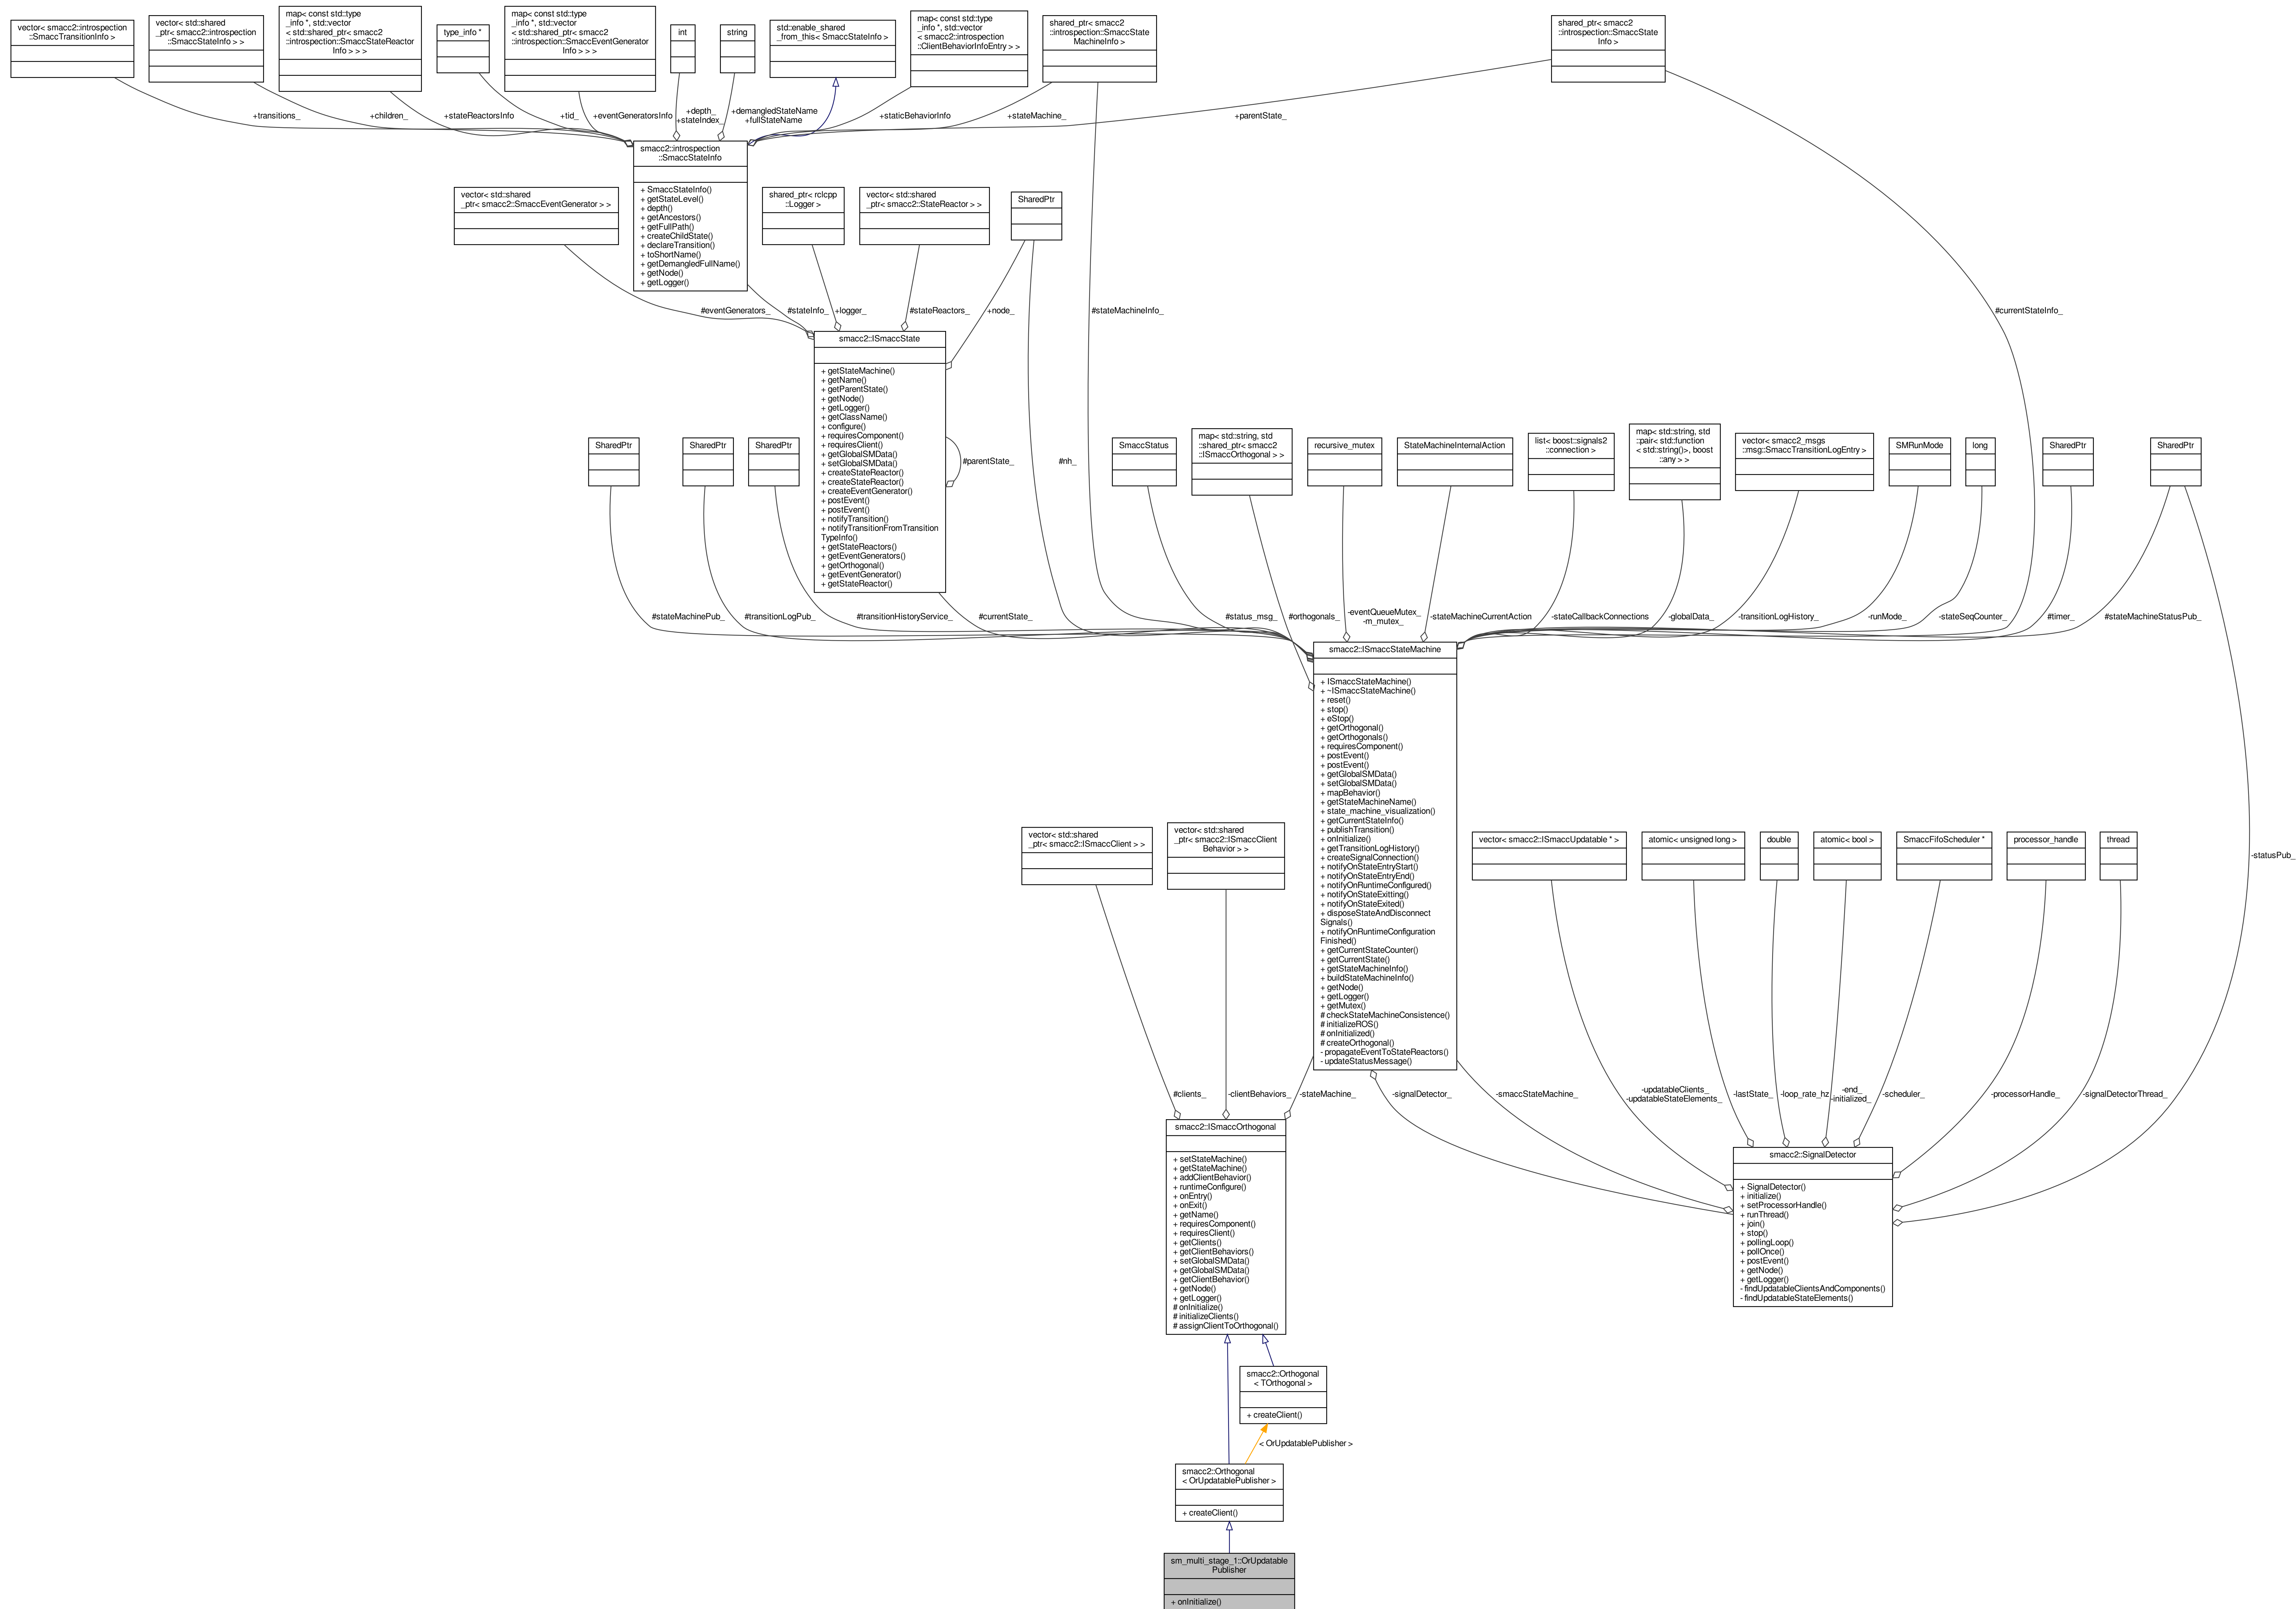 vector< smacc2::introspection
::SmaccTransitionInfo >
vector< std::shared
_ptr< smacc2::introspection
::SmaccStateInfo > >
map< const std::type
_info *, std::vector
< std::shared_ptr< smacc2
::introspection::SmaccStateReactor
Info > > >
type_info *
map< const std::type
_info *, std::vector
< std::shared_ptr< smacc2
::introspection::SmaccEventGenerator
Info > > >
int
string
std::enable_shared
_from_this< SmaccStateInfo >
map< const std::type
_info *, std::vector
< smacc2::introspection
::ClientBehaviorInfoEntry > >
shared_ptr< smacc2
::introspection::SmaccState
MachineInfo >
shared_ptr< smacc2
::introspection::SmaccState
Info >
+transitions_
+children_
+stateReactorsInfo
+tid_
+eventGeneratorsInfo
+depth_
+stateIndex_
+demangledStateName
+fullStateName
+staticBehaviorInfo
+stateMachine_
+parentState_
smacc2::introspection
::SmaccStateInfo
+ SmaccStateInfo()
+ getStateLevel()
+ depth()
+ getAncestors()
+ getFullPath()
+ createChildState()
+ declareTransition()
+ toShortName()
+ getDemangledFullName()
+ getNode()
+ getLogger()
vector< std::shared
_ptr< smacc2::SmaccEventGenerator > >
shared_ptr< rclcpp
::Logger >
vector< std::shared
_ptr< smacc2::StateReactor > >
SharedPtr
#eventGenerators_
#stateInfo_
+logger_
#stateReactors_
+node_
#stateMachineInfo_
#currentStateInfo_
smacc2::ISmaccState
+ getStateMachine()
+ getName()
+ getParentState()
+ getNode()
+ getLogger()
+ getClassName()
+ configure()
+ requiresComponent()
+ requiresClient()
+ getGlobalSMData()
+ setGlobalSMData()
+ createStateReactor()
+ createStateReactor()
+ createEventGenerator()
+ postEvent()
+ postEvent()
+ notifyTransition()
+ notifyTransitionFromTransition
TypeInfo()
+ getStateReactors()
+ getEventGenerators()
+ getOrthogonal()
+ getEventGenerator()
+ getStateReactor()
#parentState_
#nh_
SharedPtr
SharedPtr
SharedPtr
SmaccStatus
map< std::string, std
::shared_ptr< smacc2
::ISmaccOrthogonal > >
recursive_mutex
StateMachineInternalAction
list< boost::signals2
::connection >
map< std::string, std
::pair< std::function
< std::string()>, boost
::any > >
vector< smacc2_msgs
::msg::SmaccTransitionLogEntry >
SMRunMode
long
SharedPtr
SharedPtr
#stateMachinePub_
#transitionLogPub_
#transitionHistoryService_
#currentState_
#status_msg_
#orthogonals_
-eventQueueMutex_
-m_mutex_
-stateMachineCurrentAction
-stateCallbackConnections
-globalData_
-transitionLogHistory_
-runMode_
-stateSeqCounter_
#timer_
#stateMachineStatusPub_
smacc2::ISmaccStateMachine
+ ISmaccStateMachine()
+ ~ISmaccStateMachine()
+ reset()
+ stop()
+ eStop()
+ getOrthogonal()
+ getOrthogonals()
+ requiresComponent()
+ postEvent()
+ postEvent()
+ getGlobalSMData()
+ setGlobalSMData()
+ mapBehavior()
+ getStateMachineName()
+ state_machine_visualization()
+ getCurrentStateInfo()
+ publishTransition()
+ onInitialize()
+ getTransitionLogHistory()
+ createSignalConnection()
+ notifyOnStateEntryStart()
+ notifyOnStateEntryEnd()
+ notifyOnRuntimeConfigured()
+ notifyOnStateExitting()
+ notifyOnStateExited()
+ disposeStateAndDisconnect
Signals()
+ notifyOnRuntimeConfiguration
Finished()
+ getCurrentStateCounter()
+ getCurrentState()
+ getStateMachineInfo()
+ buildStateMachineInfo()
+ getNode()
+ getLogger()
+ getMutex()
# checkStateMachineConsistence()
# initializeROS()
# onInitialized()
# createOrthogonal()
- propagateEventToStateReactors()
- updateStatusMessage()
vector< std::shared
_ptr< smacc2::ISmaccClient > >
vector< std::shared
_ptr< smacc2::ISmaccClient
Behavior > >
vector< smacc2::ISmaccUpdatable * >
atomic< unsigned long >
double
atomic< bool >
SmaccFifoScheduler *
processor_handle
thread
-statusPub_
#clients_
-clientBehaviors_
-stateMachine_
-signalDetector_
-smaccStateMachine_
-updatableClients_
-updatableStateElements_
-lastState_
-loop_rate_hz
-end_
-initialized_
-scheduler_
-processorHandle_
-signalDetectorThread_
smacc2::ISmaccOrthogonal
+ setStateMachine()
+ getStateMachine()
+ addClientBehavior()
+ runtimeConfigure()
+ onEntry()
+ onExit()
+ getName()
+ requiresComponent()
+ requiresClient()
+ getClients()
+ getClientBehaviors()
+ setGlobalSMData()
+ getGlobalSMData()
+ getClientBehavior()
+ getNode()
+ getLogger()
# onInitialize()
# initializeClients()
# assignClientToOrthogonal()
smacc2::SignalDetector
+ SignalDetector()
+ initialize()
+ setProcessorHandle()
+ runThread()
+ join()
+ stop()
+ pollingLoop()
+ pollOnce()
+ postEvent()
+ getNode()
+ getLogger()
- findUpdatableClientsAndComponents()
- findUpdatableStateElements()
smacc2::Orthogonal
< TOrthogonal >
+ createClient()
< OrUpdatablePublisher >
smacc2::Orthogonal
< OrUpdatablePublisher >
+ createClient()
sm_multi_stage_1::OrUpdatable
Publisher
+ onInitialize()